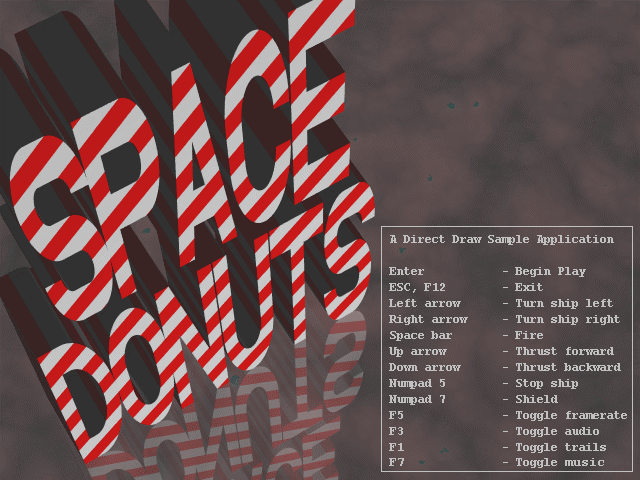 SPACE
DONUTS
A Direct Draw Sample Application
Enter - Begin Play
ESC, F12 - Exit
Left arrow - Turn ship left
Right arrow - Turn ship right
Space bar - Fire
Up arrow - Thrust forward
Down arrow - Thrust backward
Numpad 5 - Stop ship
Numpad 7 - Shield
F5 - Toggle framerate
F3 - Toggle audio
F1 - Toggle trails
F7 - Toggle music